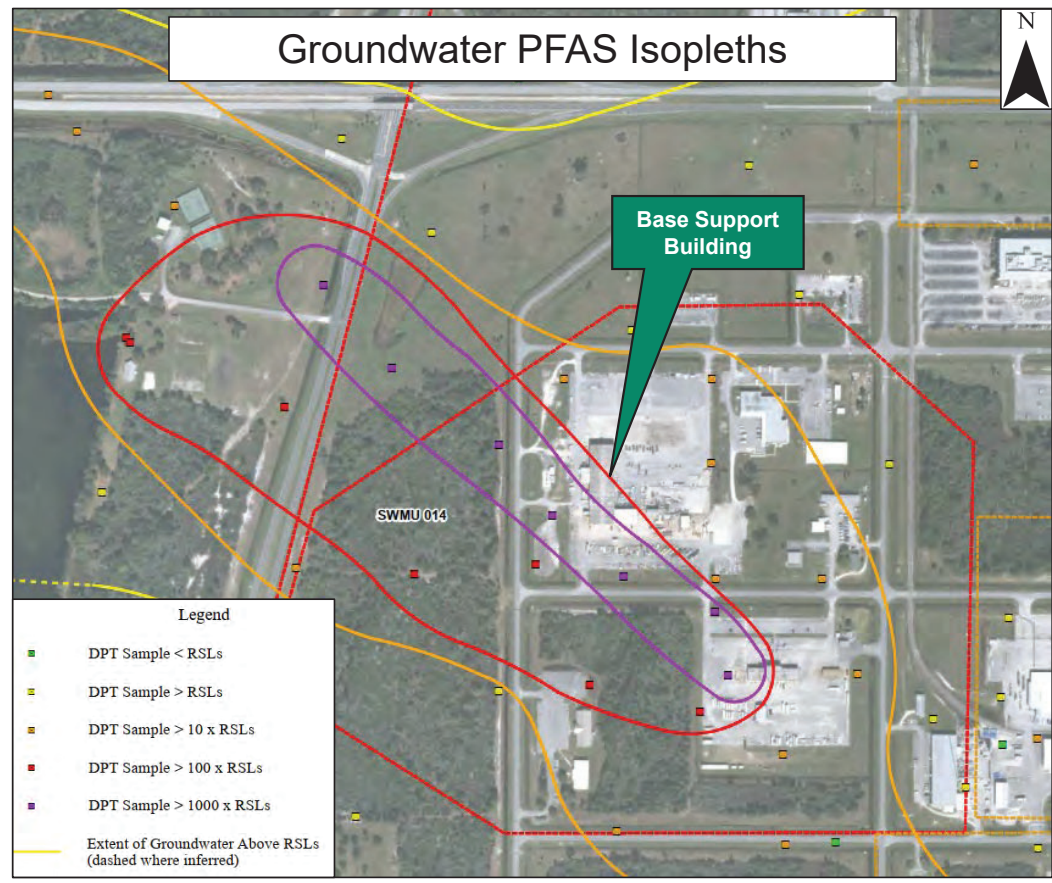 Groundwater PFAS Isopleths
N
Base Support
Building
SWMU 014
Legend
DPT Sample < RSLs
DPT Sample > RSLs
DPT Sample > 10 x RSLs
DPT Sample > 100 x RSLs
DPT Sample > 1000 x RSLs
Extent of Groundwater Above RSLs
(dashed where inferred)